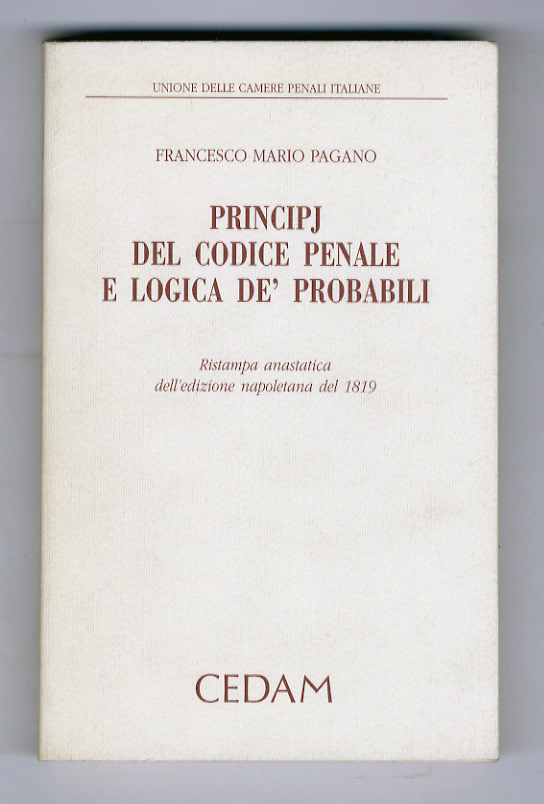 UNIONE DELLE CAMERE PENALI ITALIANE
FRANCESCO MARIO PAGANO
PRINCIPJ
DEL CODICE PENALE
E LOGICA DE' PROBABILI
Ristampa anastatica
dell'edizione napoletana del 1819
CEDAM